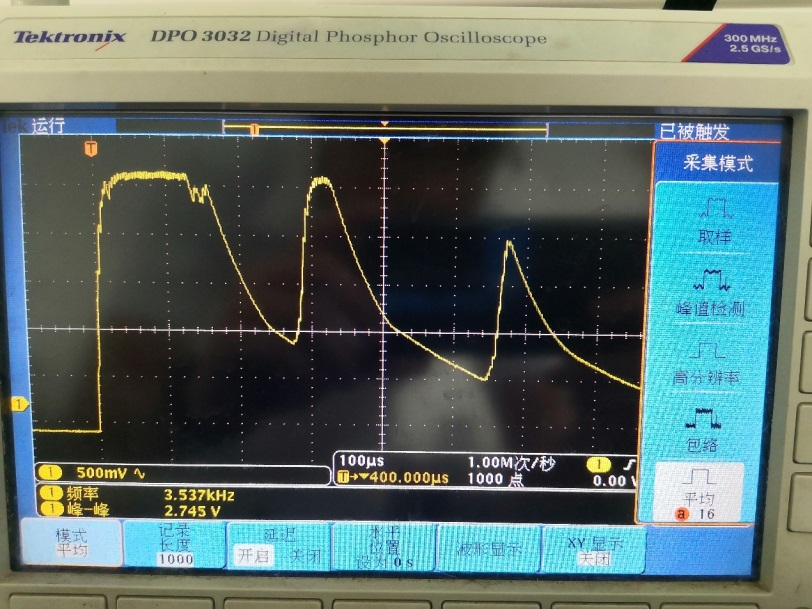 Tektronix DPO 3032 Digital Phosphor Oscilloscope
300 MHz
2.5 GS/s
Tek 运行
已被触发
T
T
采集模式
取样
峰值检测
高分辨率
包络
平均
a 16
1
1 500mV
100µs 1.00M次/秒
T→▼400.000µs 1000 点
1
0.00 V
1 频率 3.537kHz
1 峰-峰 2.745 V
模式
平均
记录
长度
1000
延迟
开启 关闭
水平
位置
设为 0 s
波形显示
XY 显示
关闭